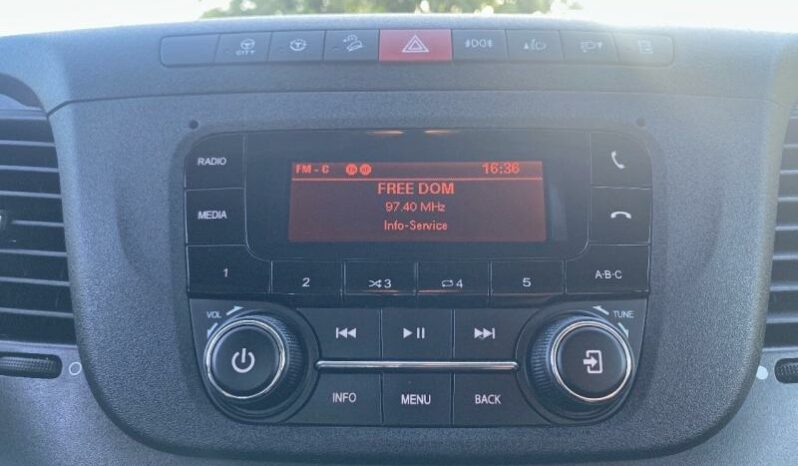 CITY
RADIO
MEDIA
FM - C
16:36
FREE DOM
97.40 MHz
Info-Service
1
2
3
4
5
A·B·C
VOL
TUNE
INFO
MENU
BACK